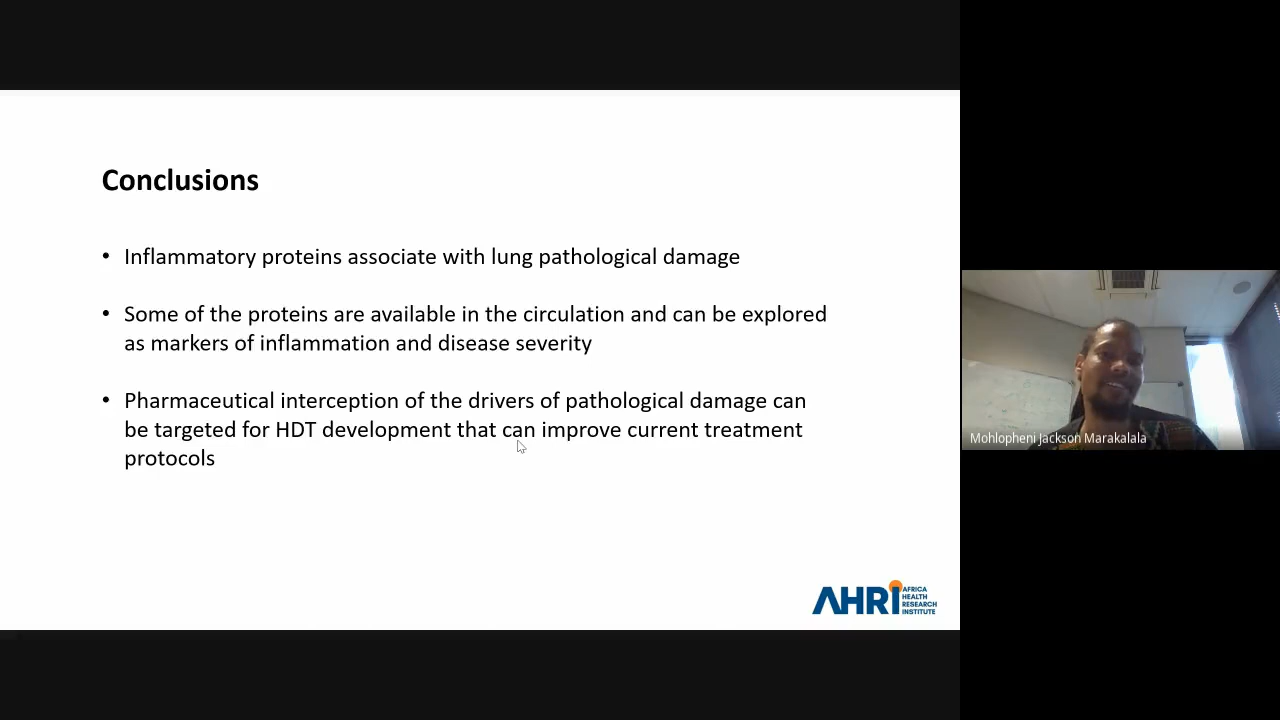 Conclusions
• Inflammatory proteins associate with lung pathological damage
• Some of the proteins are available in the circulation and can be explored
as markers of inflammation and disease severity
• Pharmaceutical interception of the drivers of pathological damage can
be targeted for HDT development that can improve current treatment
protocols
AHRI AFRICA
HEALTH
RESEARCH
INSTITUTE
Mohlopheni Jackson Marakalala